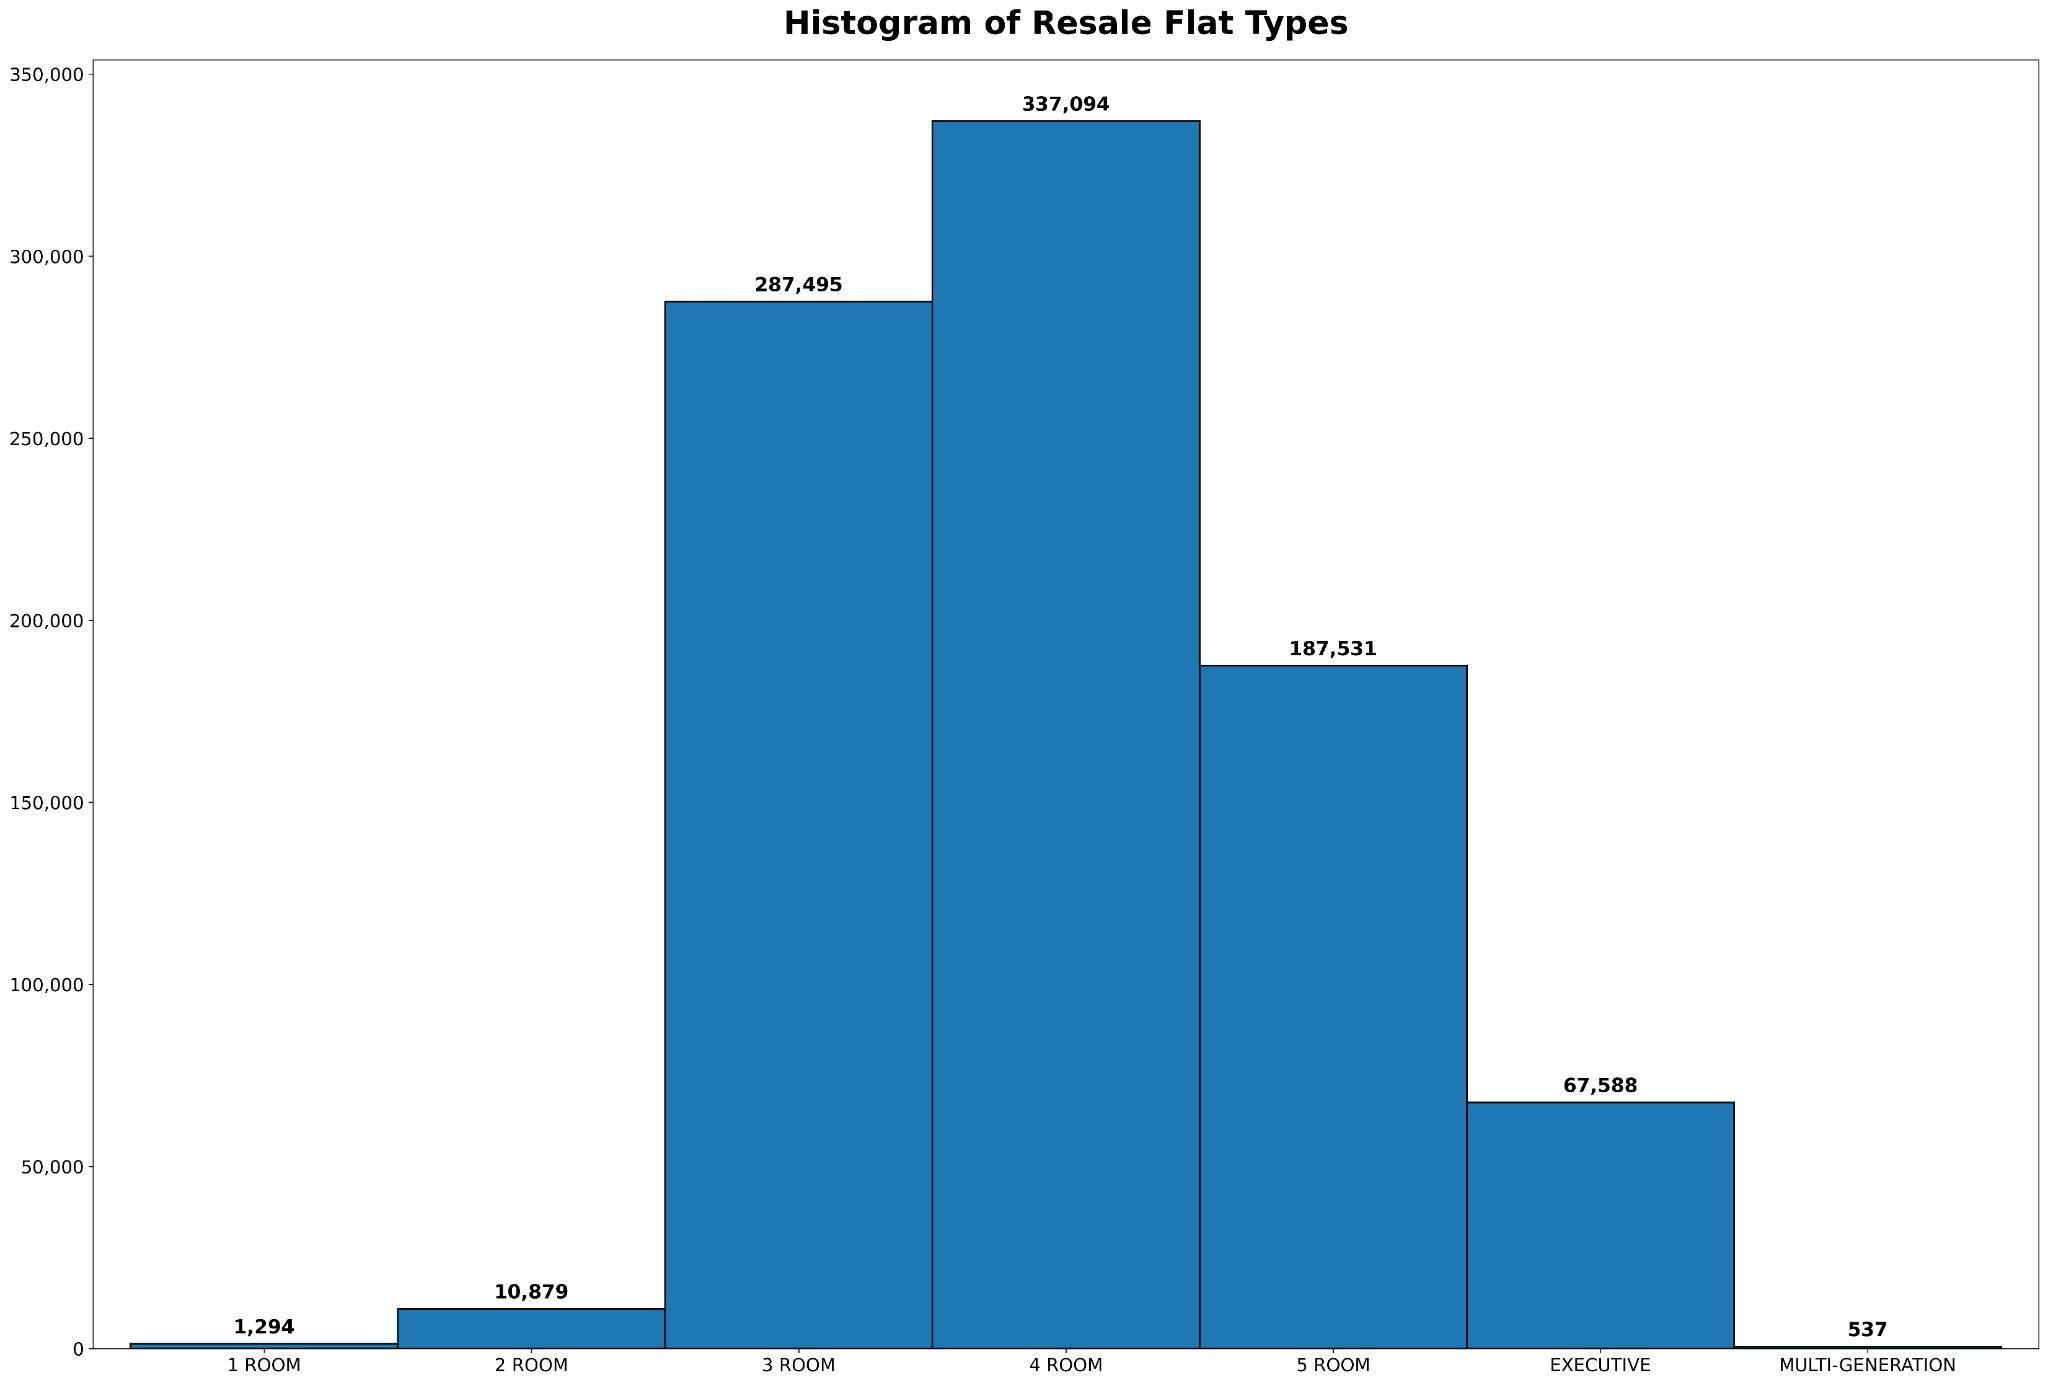 Histogram of Resale Flat Types
350,000
300,000
250,000
200,000
150,000
100,000
50,000
0
1,294
10,879
287,495
337,094
187,531
67,588
537
1 ROOM
2 ROOM
3 ROOM
4 ROOM
5 ROOM
EXECUTIVE
MULTI-GENERATION